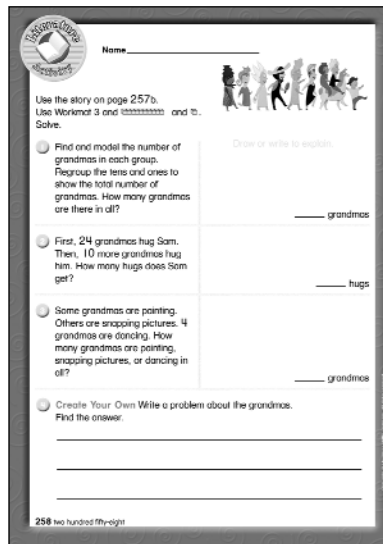 Name
Use the story on page 257b.
Use Workmat 3 and and .
Solve.
Find and model the number of
grandmas in each group.
Regroup the tens and ones to
show the total number of
grandmas. How many grandmas
are there in all?
Draw or write to explain.
grandmas
First, 24 grandmas hug Sam.
Then, 10 more grandmas hug
him. How many hugs does Sam
get?
hugs
Some grandmas are painting.
Others are snapping pictures. 4
grandmas are dancing. How
many grandmas are painting,
snapping pictures, or dancing in
all?
grandmas
Create Your Own Write a problem about the grandmas.
Find the answer.
258 two hundred fifty-eight